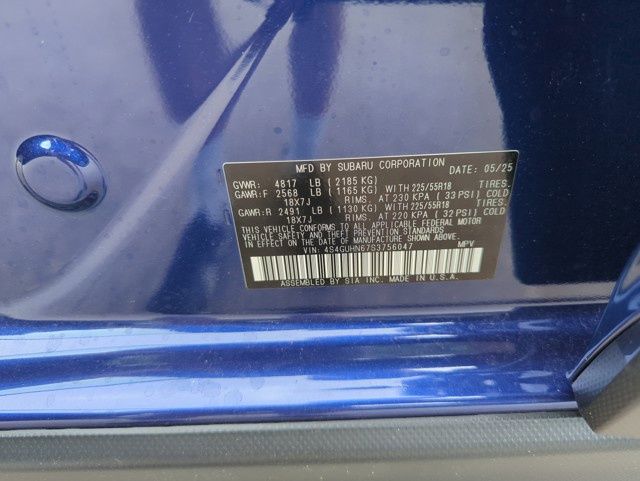 MFD BY SUBARU CORPORATION DATE: 05/25
GVWR: 4817 LB (2185 KG)
GAWR:F 2568 LB (1165 KG) WITH 225/55R18 TIRES.
18X7J RIMS. AT 230 KPA (33 PSI) COLD
GAWR:R 2491 LB (1130 KG) WITH 225/55R18 TIRES.
18X7J RIMS. AT 220 KPA (32 PSI) COLD
THIS VEHICLE CONFORMS TO ALL APPLICABLE FEDERAL MOTOR
VEHICLE SAFETY, BUMPER, AND THEFT PREVENTION STANDARDS
IN EFFECT ON THE DATE OF MANUFACTURE SHOWN ABOVE.
VIN: 4S4GUHN67S3756047 MPV
ASSEMBLED BY SIA INC. MADE IN U.S.A.